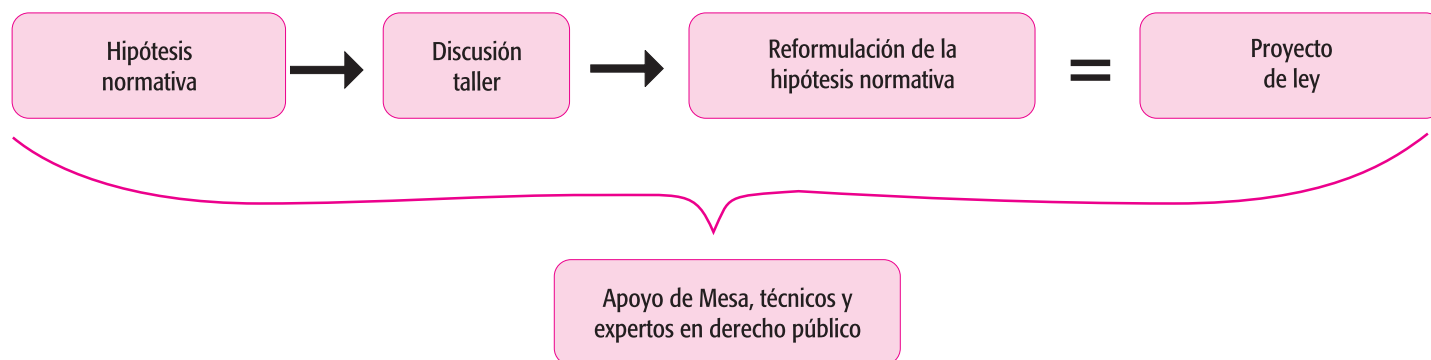 Hipótesis
normativa
Discusión
taller
Reformulación de la
hipótesis normativa
=
Proyecto
de ley
Apoyo de Mesa, técnicos y
expertos en derecho público